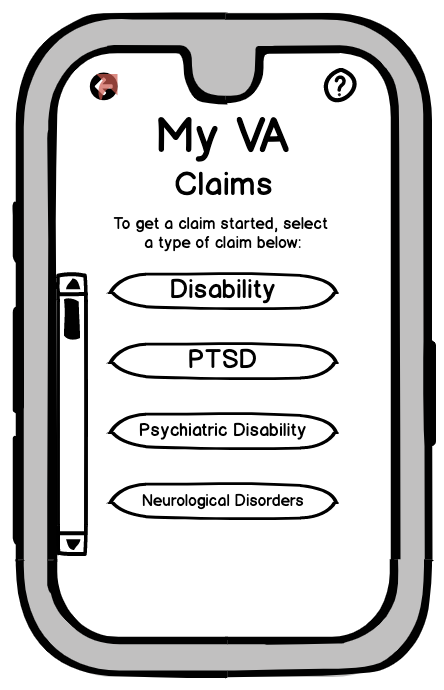 ?
My VA
Claims
To get a claim started, select
a type of claim below:
Disability
PTSD
Psychiatric Disability
Neurological Disorders